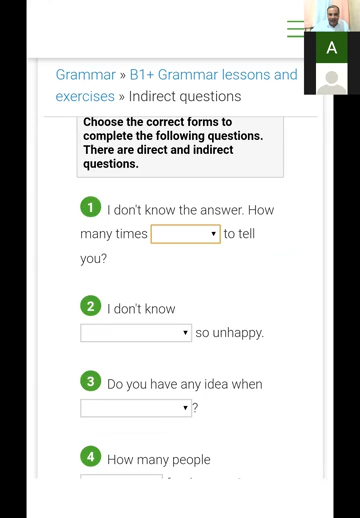 A
Grammar » B1+ Grammar lessons and
exercises » Indirect questions
Choose the correct forms to
complete the following questions.
There are direct and indirect
questions.
1 I don't know the answer. How
many times to tell
you?
2 I don't know
so unhappy.
3 Do you have any idea when
?
4 How many people